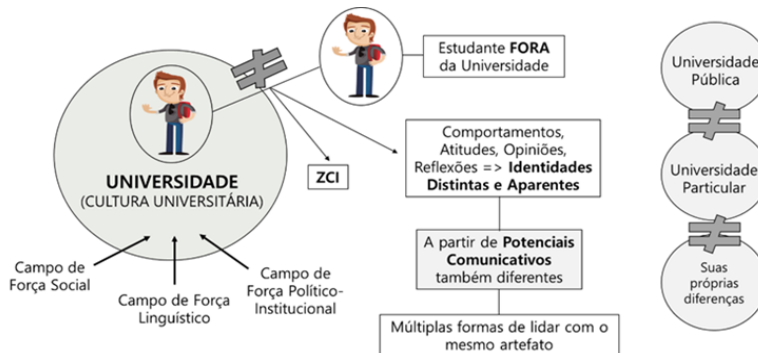 Estudante FORA
da Universidade
UNIVERSIDADE
(CULTURA UNIVERSITÁRIA)
ZCI
Comportamentos,
Atitudes, Opiniões,
Reflexões => Identidades
Distintas e Aparentes
A partir de Potenciais
Comunicativos
também diferentes
Múltiplas formas de lidar com o
mesmo artefato
Campo de
Força Social
Campo de Força
Linguístico
Campo de
Força Político-
Institucional
Universidade
Pública
Universidade
Particular
Suas
próprias
diferenças